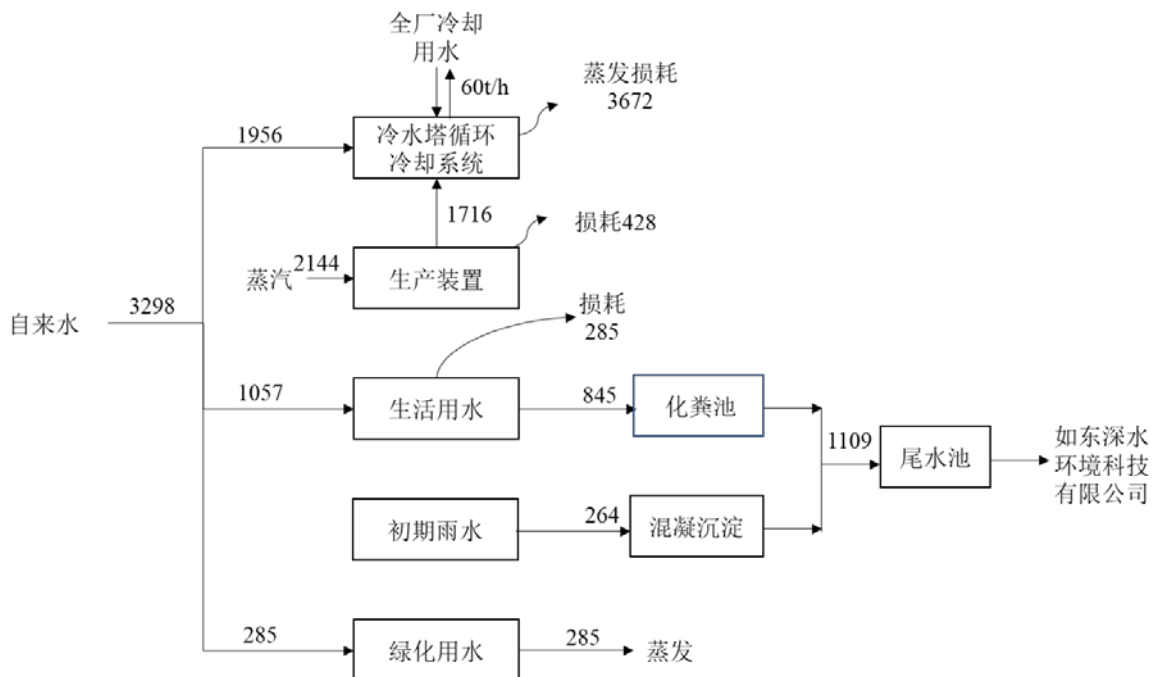 全厂冷却
用水
60t/h
蒸发损耗
3672
1956
冷水塔循环
冷却系统
1716
损耗428
蒸汽
2144
生产装置
自来水
3298
损耗
285
1057
生活用水
845
化粪池
1109
尾水池
如东深水
环境科技
有限公司
初期雨水
264
混凝沉淀
285
绿化用水
285
蒸发